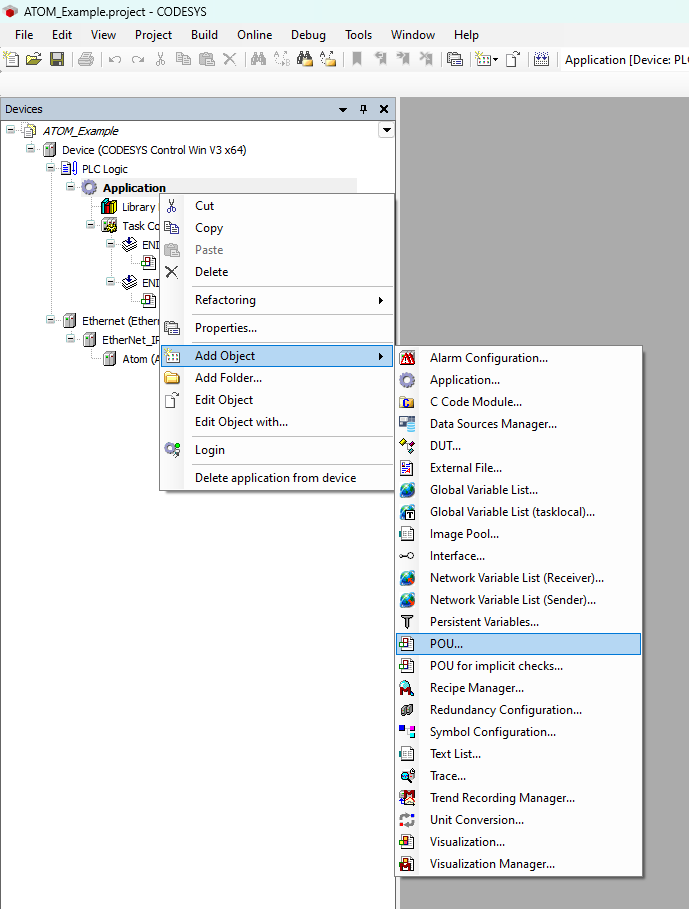 ATOM_Example.project - CODESYS
File Edit View Project Build Online Debug Tools Window Help
Application [Device: PLC
Devices
ATOM_Example
Device (CODESYS Control Win V3 x64)
PLC Logic
Application
Library
Task Co
ENI
ENI
Ethernet (Ether
EtherNet_IP
Atom (A
Cut
Copy
Paste
Delete
Refactoring
Properties...
Add Object
Add Folder...
Edit Object
Edit Object with...
Login
Delete application from device
Alarm Configuration...
Application...
C Code Module...
Data Sources Manager...
DUT...
External File...
Global Variable List...
Global Variable List (tasklocal)...
Image Pool...
Interface...
Network Variable List (Receiver)...
Network Variable List (Sender)...
Persistent Variables...
POU...
POU for implicit checks...
Recipe Manager...
Redundancy Configuration...
Symbol Configuration...
Text List...
Trace...
Trend Recording Manager...
Unit Conversion...
Visualization...
Visualization Manager...